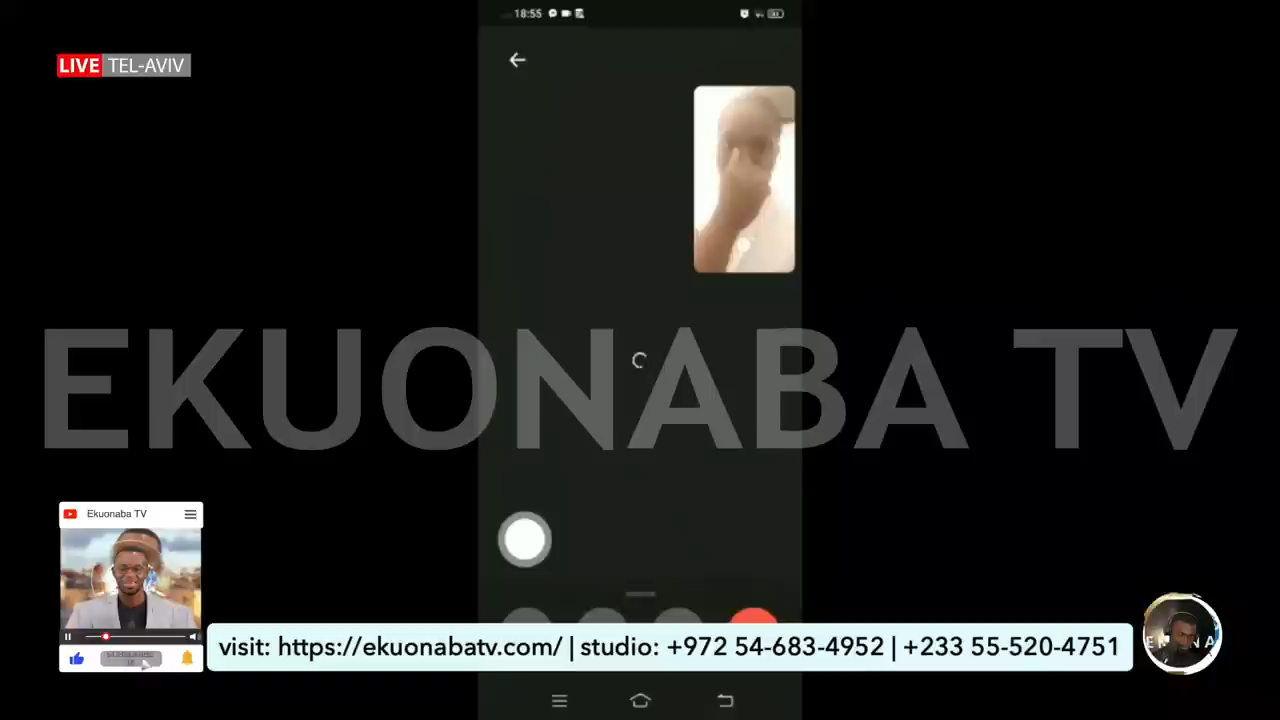 18:55
LIVE TEL-AVIV
EKUONABA TV
Ekuonaba TV
visit: https://ekuonabatv.com/ | studio: +972 54-683-4952 | +233 55-520-4751